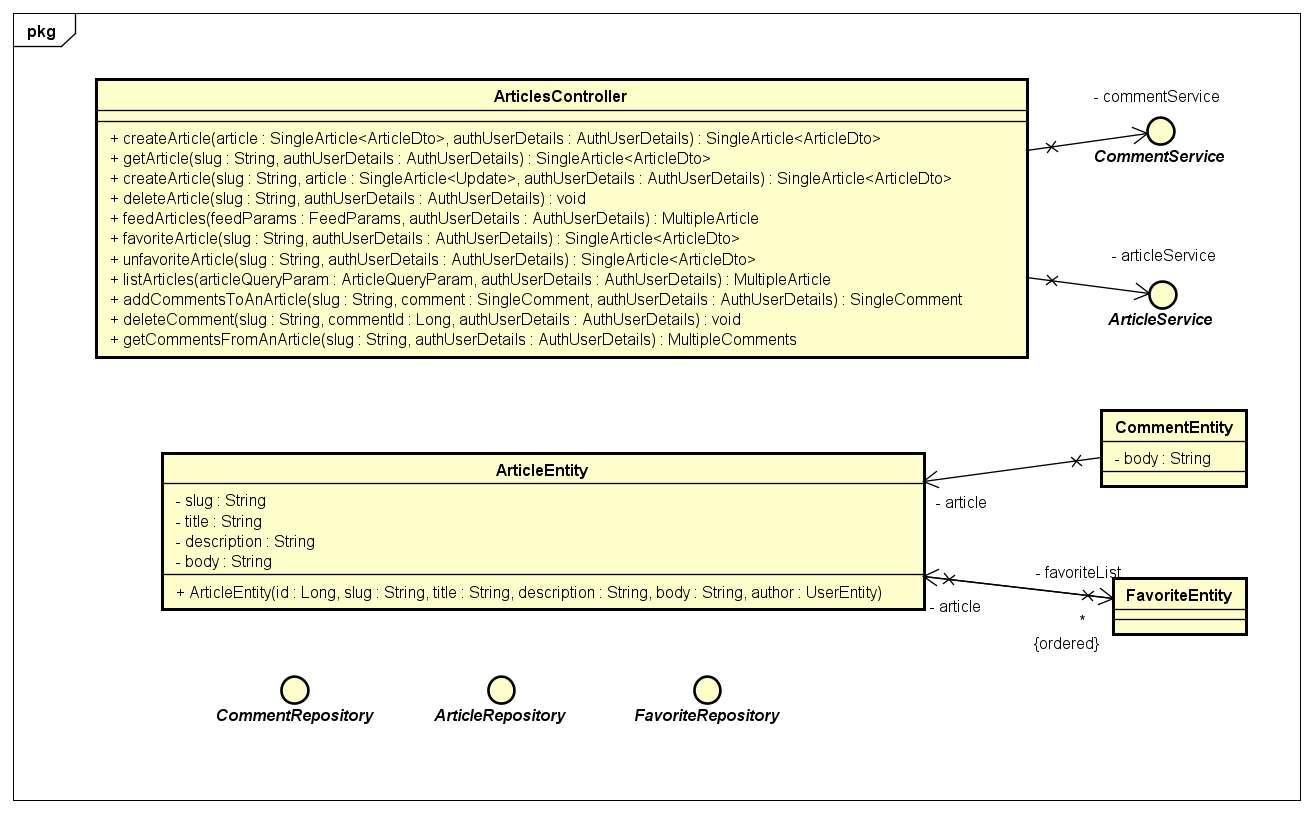 pkg
ArticlesController
+ createArticle(article : SingleArticle<ArticleDto>, authUserDetails : AuthUserDetails) : SingleArticle<ArticleDto>
+ getArticle(slug : String, authUserDetails : AuthUserDetails) : SingleArticle<ArticleDto>
+ createArticle(slug : String, article : SingleArticle<Update>, authUserDetails : AuthUserDetails) : SingleArticle<ArticleDto>
+ deleteArticle(slug : String, authUserDetails : AuthUserDetails) : void
+ feedArticles(feedParams : FeedParams, authUserDetails : AuthUserDetails) : MultipleArticle
+ favoriteArticle(slug : String, authUserDetails : AuthUserDetails) : SingleArticle<ArticleDto>
+ unfavoriteArticle(slug : String, authUserDetails : AuthUserDetails) : SingleArticle<ArticleDto>
+ listArticles(articleQueryParam : ArticleQueryParam, authUserDetails : AuthUserDetails) : MultipleArticle
+ addCommentsToAnArticle(slug : String, comment : SingleComment, authUserDetails : AuthUserDetails) : SingleComment
+ deleteComment(slug : String, commentId : Long, authUserDetails : AuthUserDetails) : void
+ getCommentsFromAnArticle(slug : String, authUserDetails : AuthUserDetails) : MultipleComments
- commentService
CommentService
- articleService
ArticleService
CommentEntity
- body : String
ArticleEntity
- slug : String
- title : String
- description : String
- body : String
+ ArticleEntity(id : Long, slug : String, title : String, description : String, body : String, author : UserEntity)
- article
- favoriteList
- article
*
{ordered}
FavoriteEntity
CommentRepository
ArticleRepository
FavoriteRepository